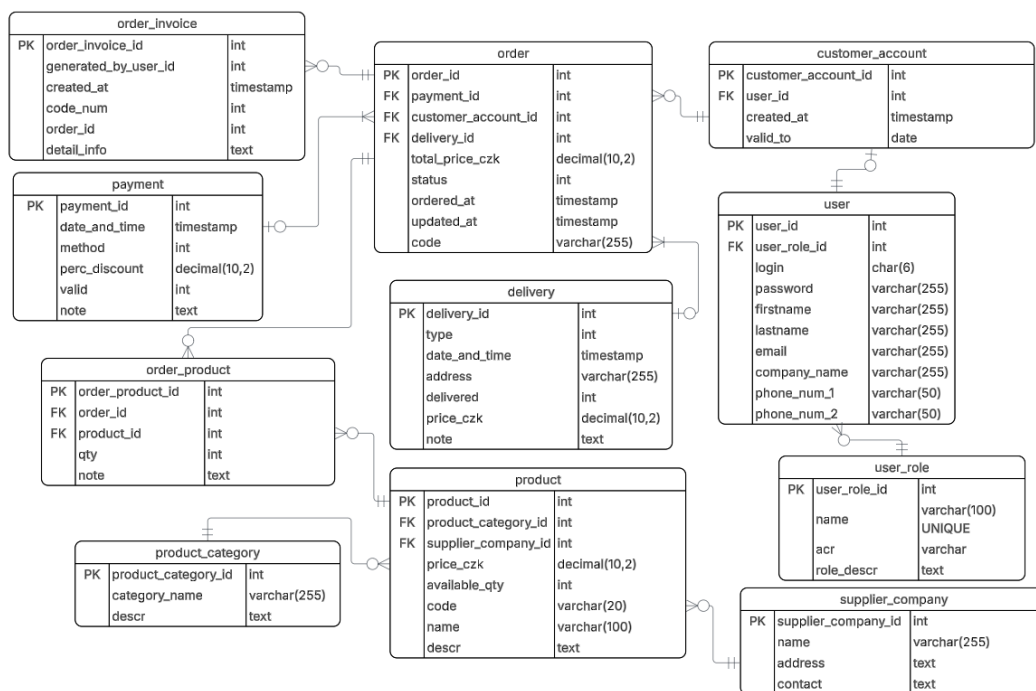 order_invoice
PK order_invoice_id int
generated_by_user_id int
created_at timestamp
code_num int
order_id int
detail_info text
order
PK order_id int
FK payment_id int
FK customer_account_id int
FK delivery_id int
total_price_czk decimal(10,2)
status int
ordered_at timestamp
updated_at timestamp
code varchar(255)
customer_account
PK customer_account_id int
FK user_id int
created_at timestamp
valid_to date
payment
PK payment_id int
date_and_time timestamp
method int
perc_discount decimal(10,2)
valid int
note text
user
PK user_id int
FK user_role_id int
login char(6)
password varchar(255)
firstname varchar(255)
lastname varchar(255)
email varchar(255)
company_name varchar(255)
phone_num_1 varchar(50)
phone_num_2 varchar(50)
delivery
PK delivery_id int
type int
date_and_time timestamp
address varchar(255)
delivered int
price_czk decimal(10,2)
note text
order_product
PK order_product_id int
FK order_id int
FK product_id int
qty int
note text
user_role
PK user_role_id int
name varchar(100)
UNIQUE
acr varchar
role_descr text
product
PK product_id int
FK product_category_id int
FK supplier_company_id int
price_czk decimal(10,2)
available_qty int
code varchar(20)
name varchar(100)
descr text
product_category
PK product_category_id int
category_name varchar(255)
descr text
supplier_company
PK supplier_company_id int
name varchar(255)
address text
contact text